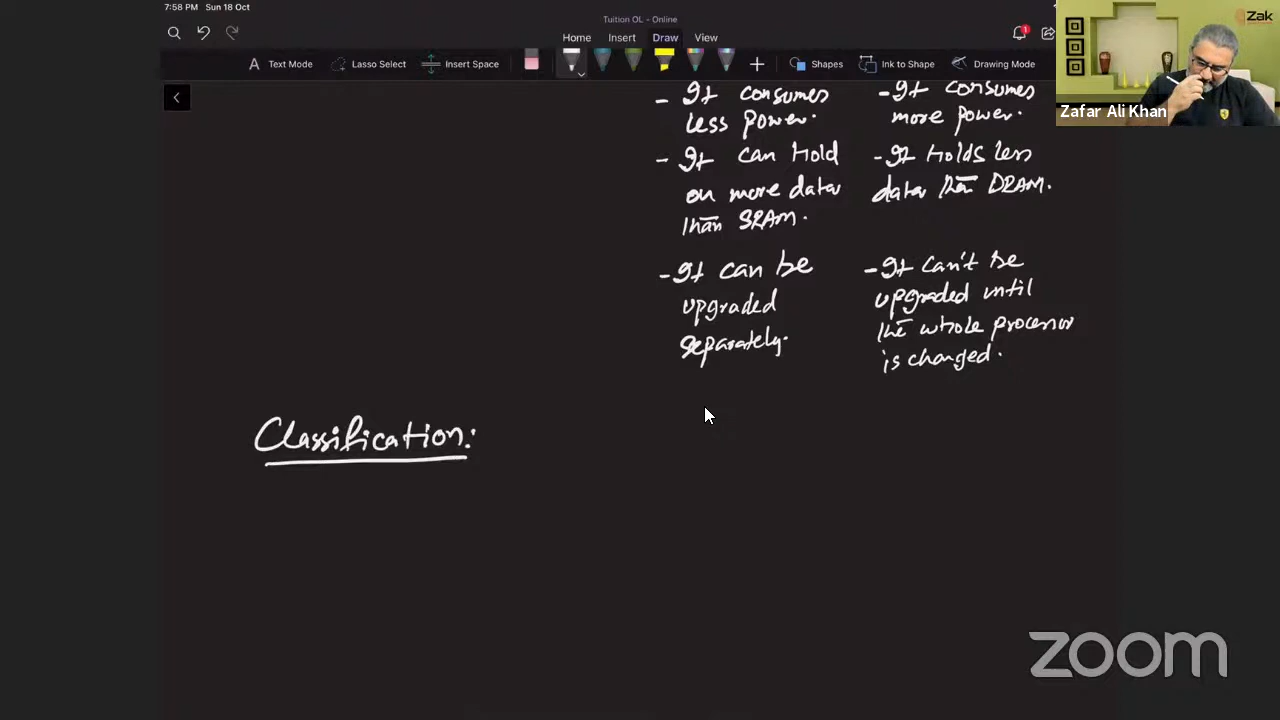 7:58 PM Sun 18 Oct
Tuition OL - Online
Home Insert Draw View
Text Mode Lasso Select Insert Space Shapes Ink to Shape Drawing Mode
1
Zak
Zafar Ali Khan
- It consumes
less power.
- It can hold
on more data
than SRAM.
- It can be
upgraded
separately.
- It consumes
more power.
- It holds less
data than DRAM.
- It can't be
upgraded until
the whole processor
is changed.
Classification:
zoom